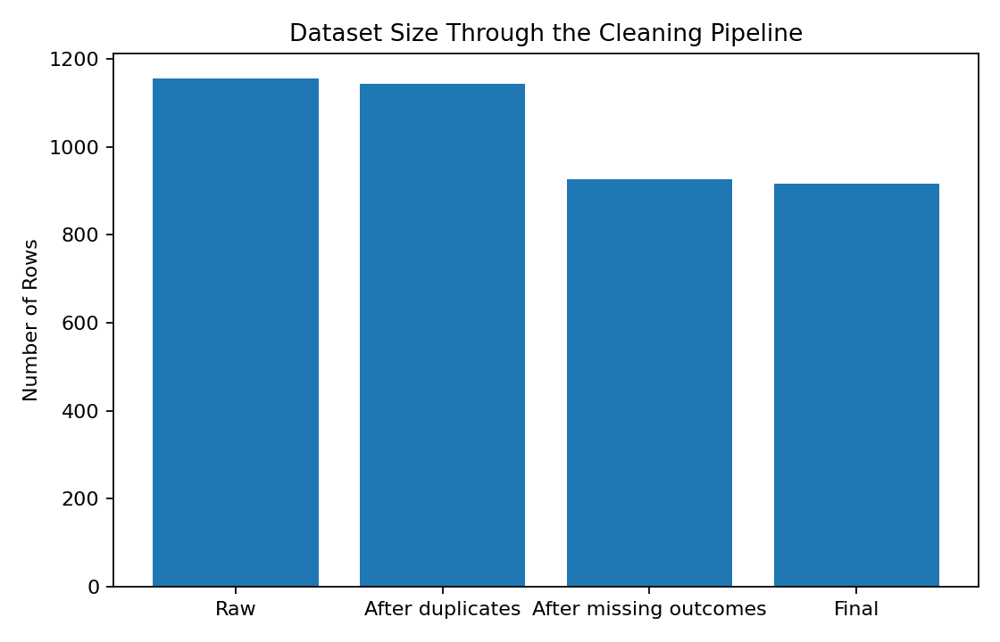 Dataset Size Through the Cleaning Pipeline
Number of Rows
1200
1000
800
600
400
200
0
Raw
After duplicates
After missing outcomes
Final